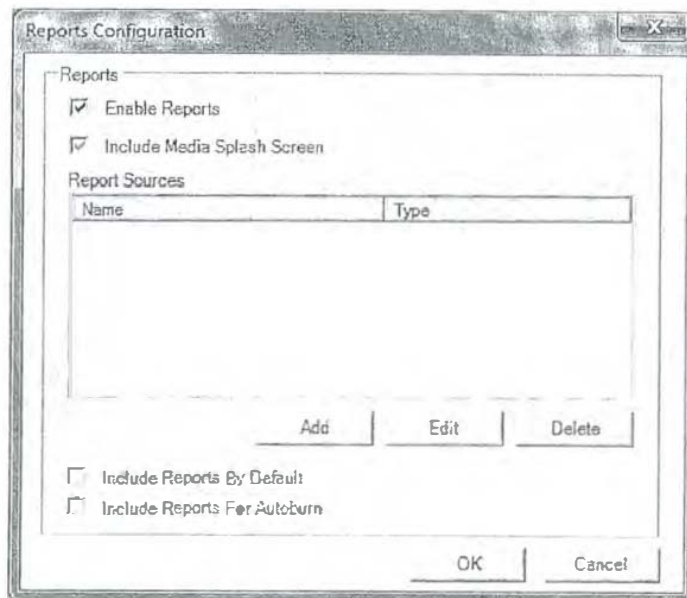 Reports Configuration
Reports
Enable Reports
Include Media Splash Screen
Report Sources
Name Type
Add Edit Delete
Include Reports By Default
Include Reports For Autoburn
OK Cancel